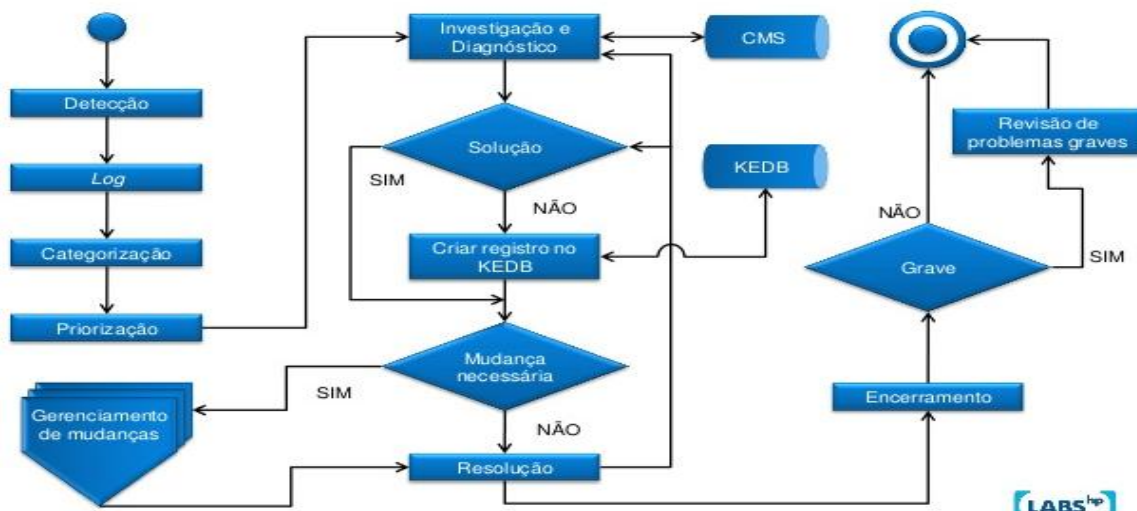 Detecção
Log
Categorização
Priorização
Gerenciamento
de mudanças
Investigação e
Diagnóstico
CMS
Solução
SIM
NÃO
KEDB
Criar registro no
KEDB
Mudança
necessária
SIM
NÃO
Resolução
Revisão de
problemas graves
NÃO
Grave
SIM
Encerramento
LABS hp